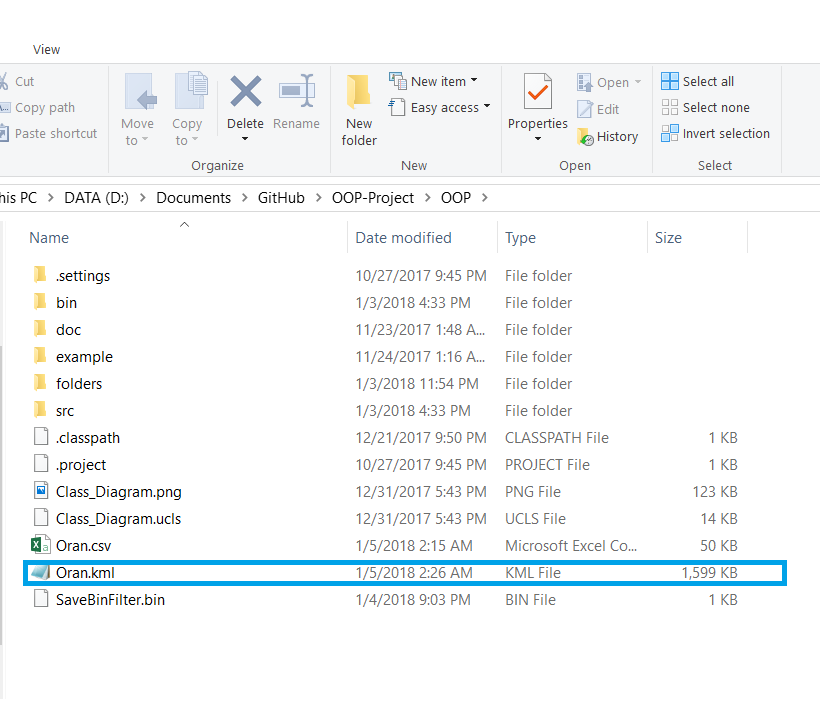 View
Cut
Copy path
Paste shortcut
Move to
Copy to
Delete
Rename
Organize
New folder
New item
Easy access
New
Properties
Open
Edit
History
Open
Select all
Select none
Invert selection
Select
his PC > DATA (D:) > Documents > GitHub > OOP-Project > OOP >
Name Date modified Type Size
.settings 10/27/2017 9:45 PM File folder
bin 1/3/2018 4:33 PM File folder
doc 11/23/2017 1:48 A... File folder
example 11/24/2017 1:16 A... File folder
folders 1/3/2018 11:54 PM File folder
src 1/3/2018 4:33 PM File folder
.classpath 12/21/2017 9:50 PM CLASSPATH File 1 KB
.project 10/27/2017 9:45 PM PROJECT File 1 KB
Class_Diagram.png 12/31/2017 5:43 PM PNG File 123 KB
Class_Diagram.ucls 12/31/2017 5:43 PM UCLS File 14 KB
Oran.csv 1/5/2018 2:15 AM Microsoft Excel Co... 50 KB
Oran.kml 1/5/2018 2:26 AM KML File 1,599 KB
SaveBinFilter.bin 1/4/2018 9:03 PM BIN File 1 KB